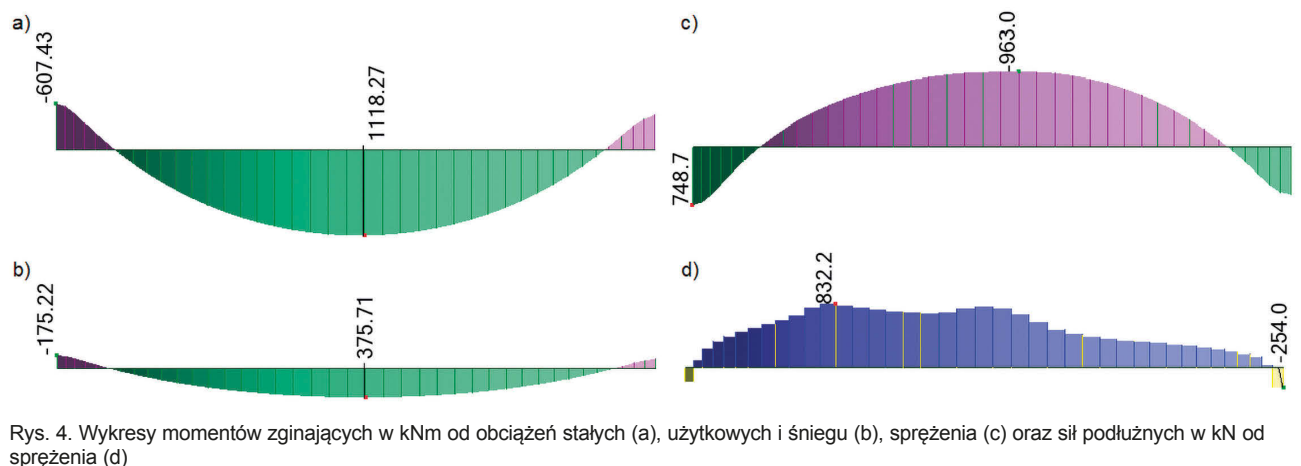 a)
-607.43
1118.27
c)
-963.0
748.7
b)
-175.22
375.71
d)
832.2
-254.0
Rys. 4. Wykresy momentów zginających w kNm od obciążeń stałych (a), użytkowych i śniegu (b), sprężenia (c) oraz sił podłużnych w kN od
sprężenia (d)